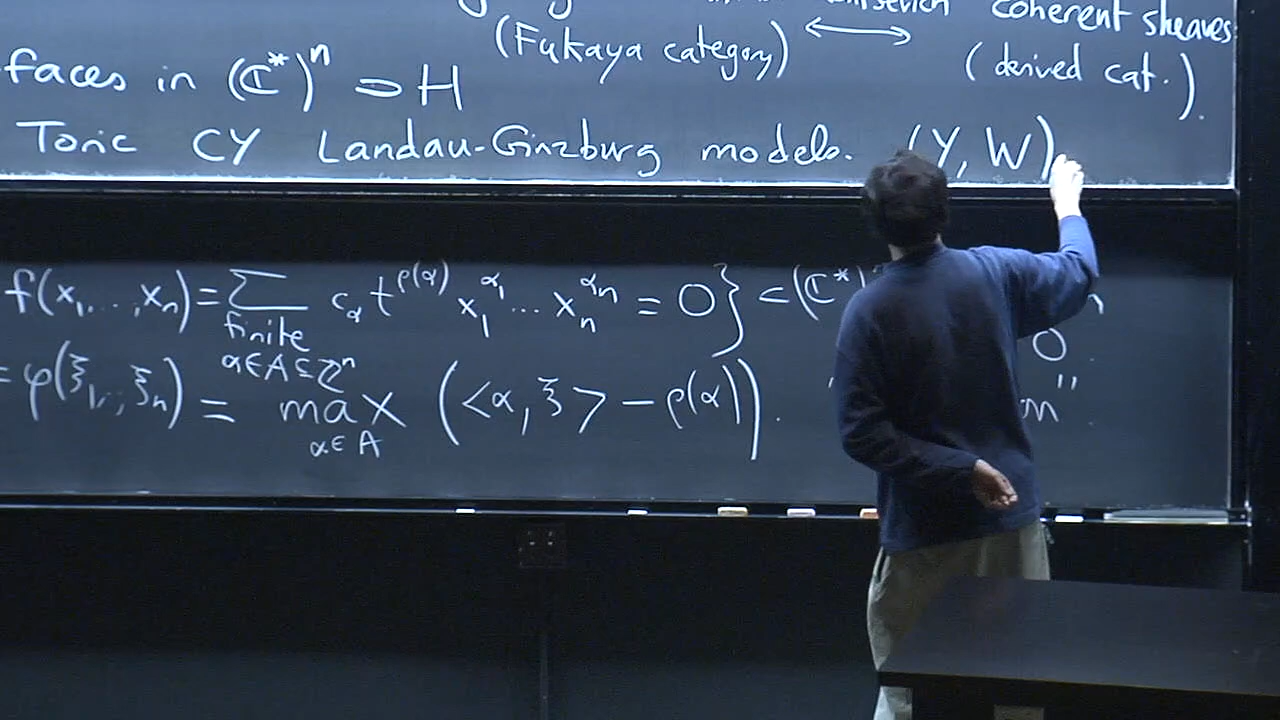 coherent sheaves
(Fukaya category) ⟷ (derived cat.).
faces in (ℂ*)ⁿ ⊃ H
Toric CY Landau-Ginzburg models. (Y, W)
f(x₁,...,xₙ) = ∑ c_α t^{ρ(α)} x₁^{α₁} ... xₙ^{αₙ} = 0} ⊂ (ℂ*)
finite
α∈A⊆ℤⁿ
= φ(ξ₁,..,ξₙ) = max (<α, ξ> − ρ(α)).
α∈A